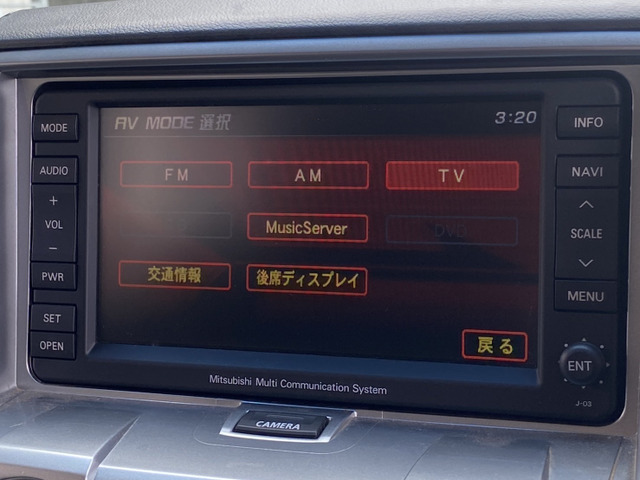 AV MODE 選択
3:20
FM
AM
TV
MusicServer
DVD
交通情報
後席ディスプレイ
戻る
MODE
AUDIO
+
VOL
−
PWR
SET
OPEN
INFO
NAVI
SCALE
MENU
ENT
J-03
Mitsubishi Multi Communication System
CAMERA